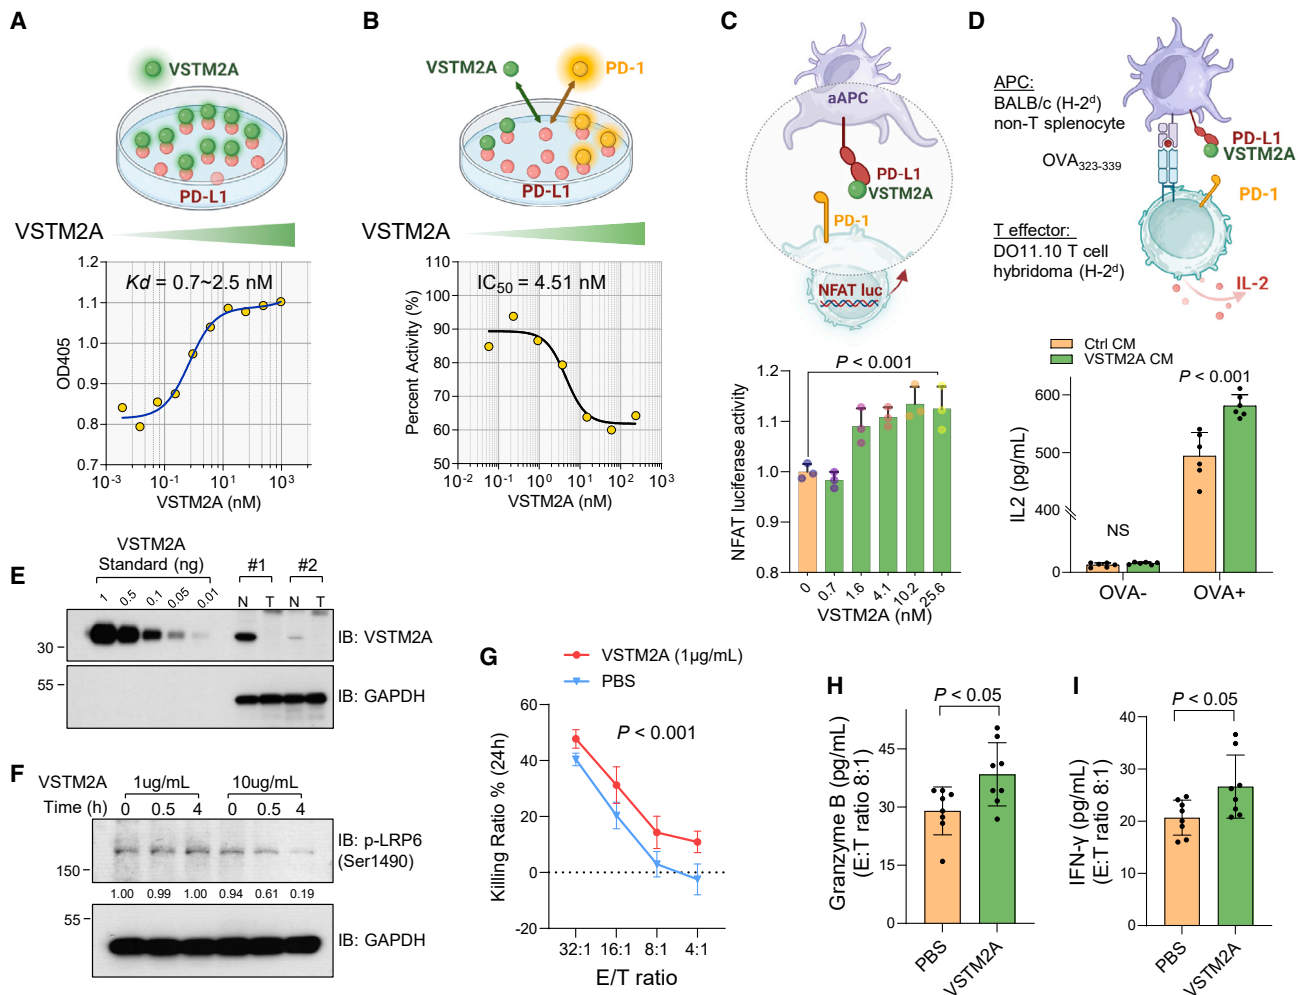 A
VSTM2A
PD-L1
VSTM2A
1.2
1.1
1.0
0.9
0.8
0.7
OD405
Kd = 0.7~2.5 nM
10-3
10-1
101
103
VSTM2A (nM)
B
VSTM2A
PD-1
PD-L1
VSTM2A
110
100
90
80
70
60
50
Percent Activity (%)
IC50 = 4.51 nM
10-2
10-1
100
101
102
103
VSTM2A (nM)
C
aAPC
PD-L1
VSTM2A
PD-1
NFAT luc
P < 0.001
1.2
1.1
1.0
0.9
0.8
NFAT luciferase activity
0
0.7
1.6
4.1
10.2
25.6
VSTM2A (nM)
D
APC:
BALB/c (H-2d)
non-T splenocyte
OVA323-339
PD-L1
VSTM2A
PD-1
T effector:
DO11.10 T cell
hybridoma (H-2d)
IL-2
Ctrl CM
VSTM2A CM
P < 0.001
600
500
400
0
IL2 (pg/mL)
NS
OVA-
OVA+
E
VSTM2A
Standard (ng)
1
0.5
0.1
0.05
0.01
#1
#2
N
T
N
T
30
IB: VSTM2A
55
IB: GAPDH
F
VSTM2A
1ug/mL
10ug/mL
Time (h)
0
0.5
4
0
0.5
4
150
IB: p-LRP6
(Ser1490)
1.00
0.99
1.00
0.94
0.61
0.19
55
IB: GAPDH
G
VSTM2A (1µg/mL)
PBS
60
40
20
0
-20
Killing Ratio % (24h)
P < 0.001
32:1
16:1
8:1
4:1
E/T ratio
H
P < 0.05
45
30
15
0
Granzyme B (pg/mL)
(E:T ratio 8:1)
PBS
VSTM2A
I
P < 0.05
40
30
20
10
0
IFN-γ (pg/mL)
(E:T ratio 8:1)
PBS
VSTM2A